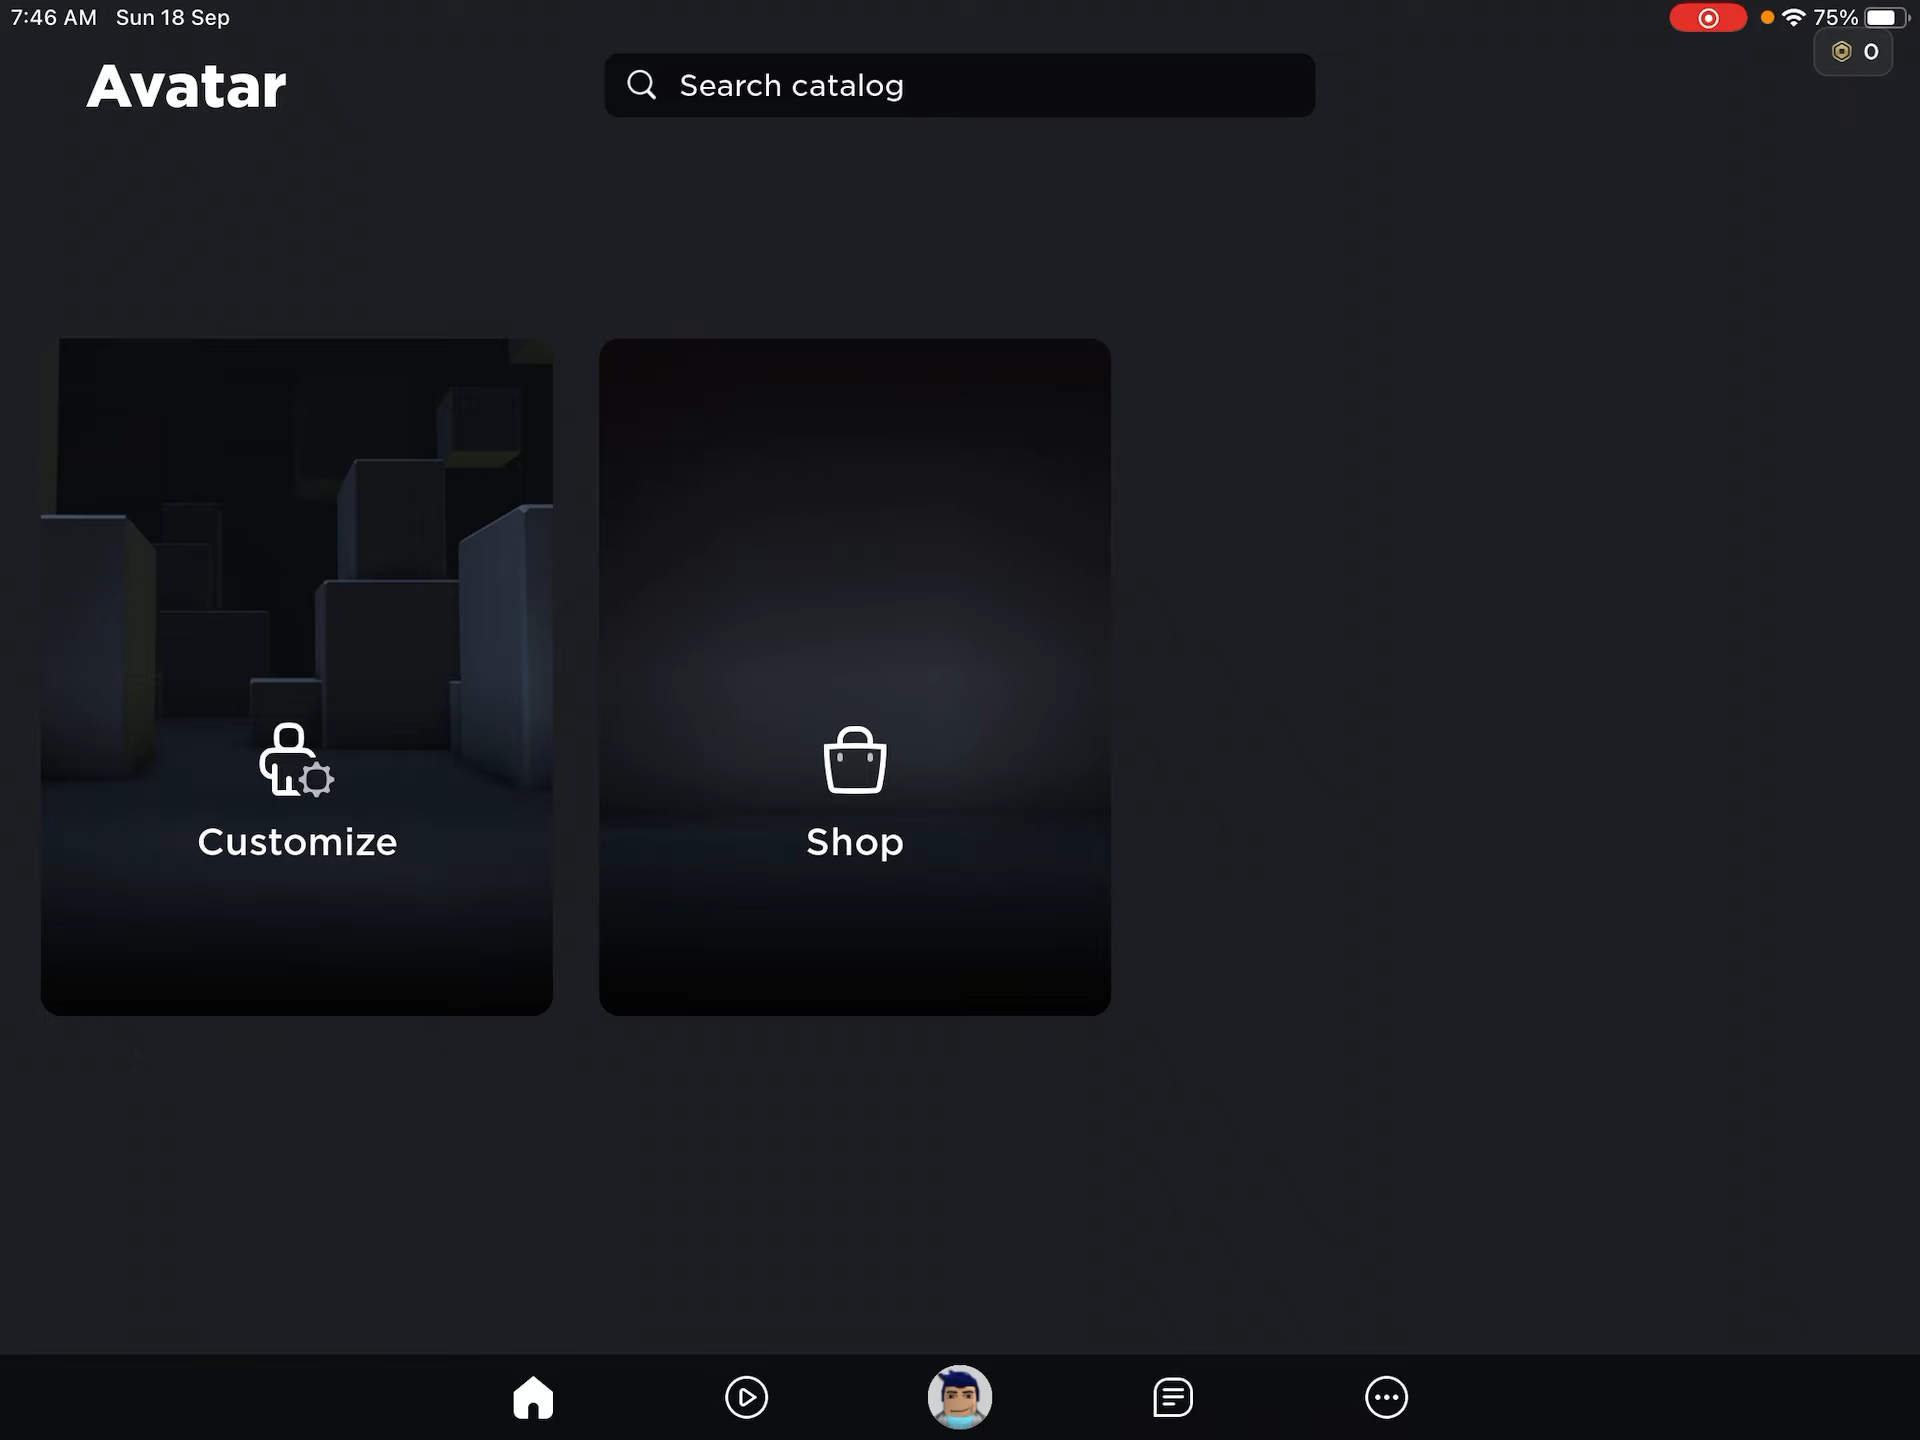 7:46 AM Sun 18 Sep
75%
0
Avatar
Search catalog
Customize
Shop